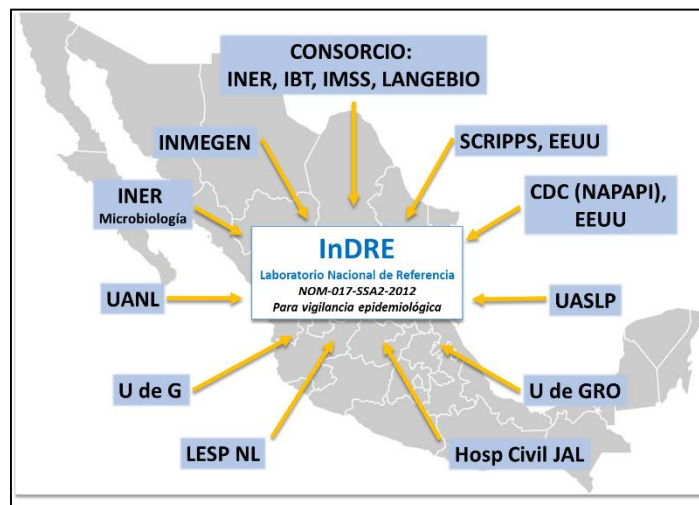 CONSORCIO:
INER, IBT, IMSS, LANGEBIO
INMEGEN
SCRIPPS, EEUU
INER
Microbiología
CDC (NAPAPI),
EEUU
InDRE
Laboratorio Nacional de Referencia
NOM-017-SSA2-2012
Para vigilancia epidemiológica
UANL
UASLP
U de G
U de GRO
LESP NL
Hosp Civil JAL